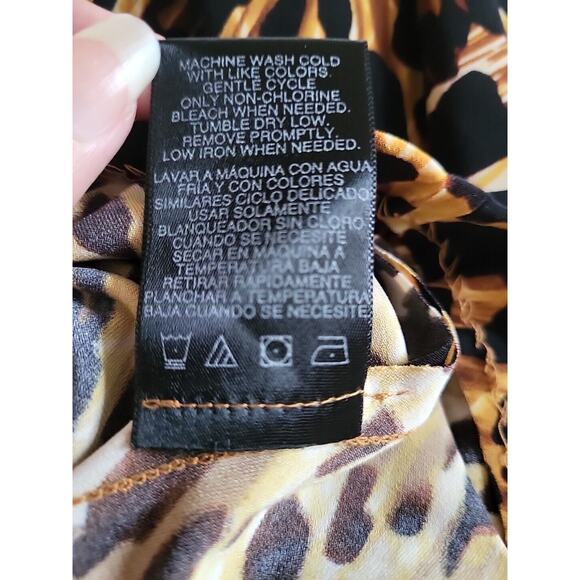 MACHINE WASH COLD
WITH LIKE COLORS.
GENTLE CYCLE
ONLY NON-CHLORINE
BLEACH WHEN NEEDED.
TUMBLE DRY LOW.
REMOVE PROMPTLY.
LOW IRON WHEN NEEDED.
LAVAR A MÁQUINA CON AGUA
FRÍA Y CON COLORES
SIMILARES CICLO DELICADO
USAR SOLAMENTE
BLANQUEADOR SIN CLORO
CUANDO SE NECESITE
SECAR EN MÁQUINA A
TEMPERATURA BAJA
RETIRAR RÁPIDAMENTE
PLANCHAR A TEMPERATURA
BAJA CUANDO SE NECESITE